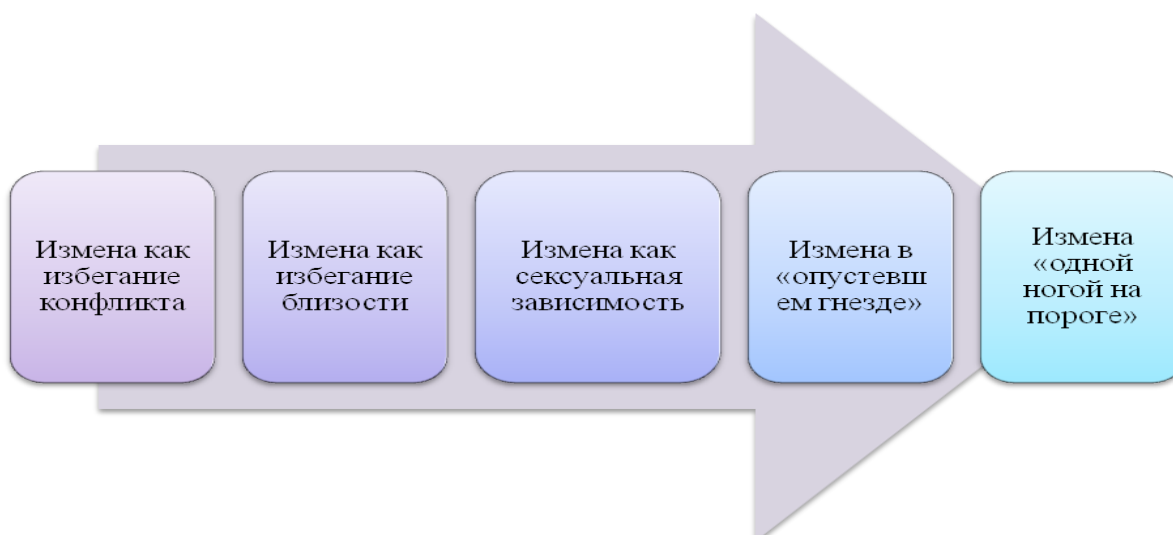 Измена как
избегание
конфликта
Измена как
избегание
близости
Измена как
сексуальная
зависимость
Измена в
«опустевш
ем гнезде»
Измена
«одной
ногой на
пороге»